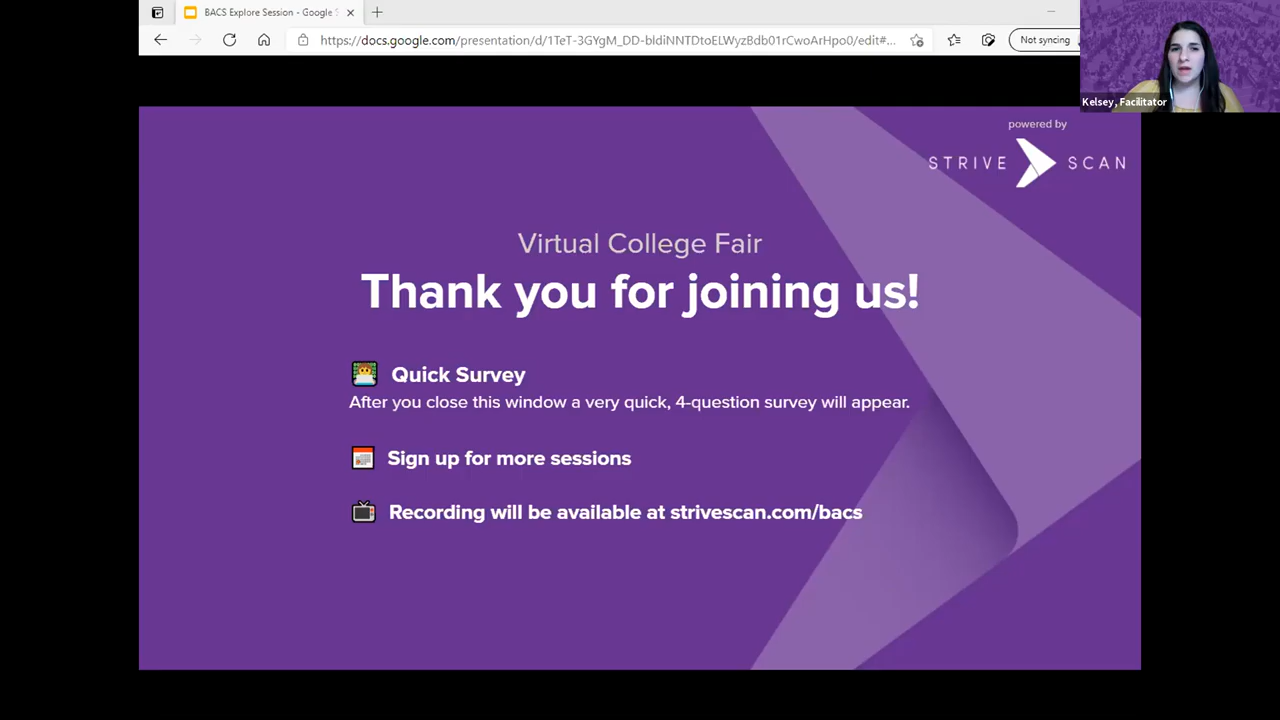 BACS Explore Session - Google S
https://docs.google.com/presentation/d/1TeT-3GYgM_DD-bIdiNNTDtoELWyzBdb01rCwoArHpo0/edit#...
Not syncing
Kelsey, Facilitator
powered by
STRIVE SCAN
Virtual College Fair
Thank you for joining us!
Quick Survey
After you close this window a very quick, 4-question survey will appear.
Sign up for more sessions
Recording will be available at strivescan.com/bacs